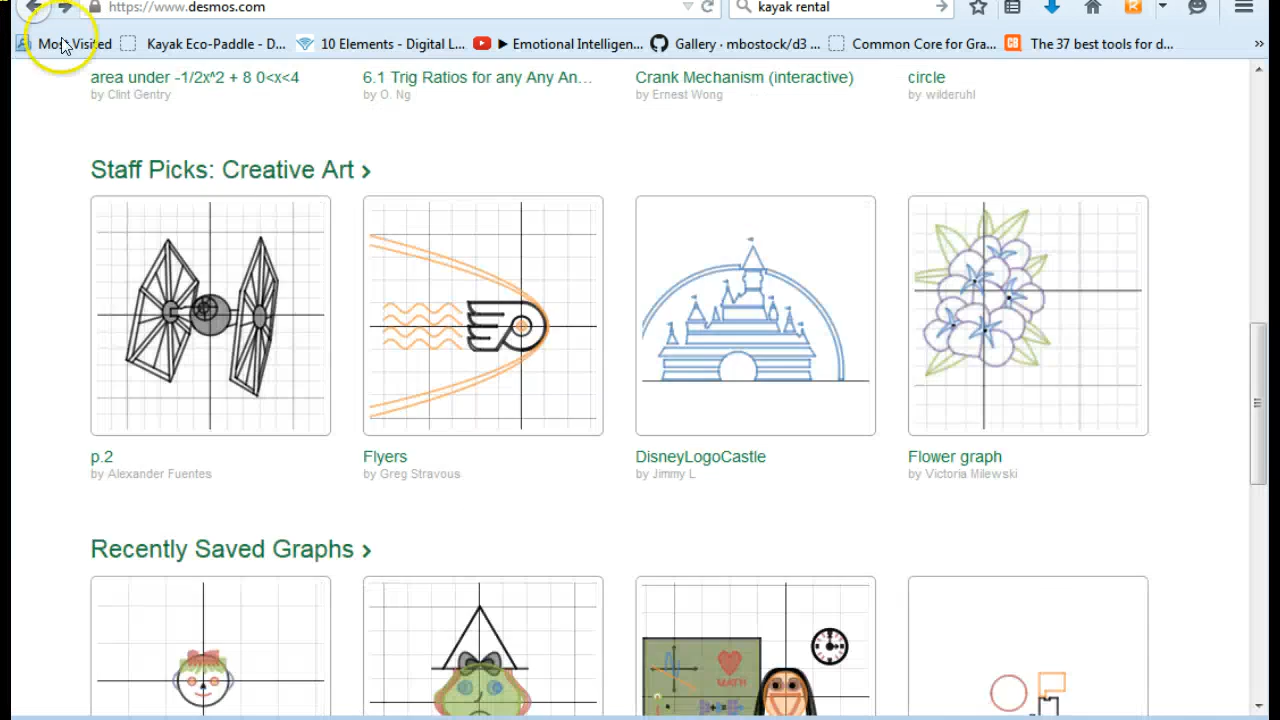 https://www.desmos.com
kayak rental
Most Visited
Kayak Eco-Paddle - D...
10 Elements - Digital L...
Emotional Intelligen...
Gallery · mbostock/d3 ...
Common Core for Gra...
The 37 best tools for d...
area under -1/2x^2 + 8 0<x<4
6.1 Trig Ratios for any Any An...
Crank Mechanism (interactive)
circle
by Clint Gentry
by O. Ng
by Ernest Wong
by wilderuhl
Staff Picks: Creative Art
p.2
Flyers
DisneyLogoCastle
Flower graph
by Alexander Fuentes
by Greg Stravous
by Jimmy L
by Victoria Milewski
Recently Saved Graphs
MATH